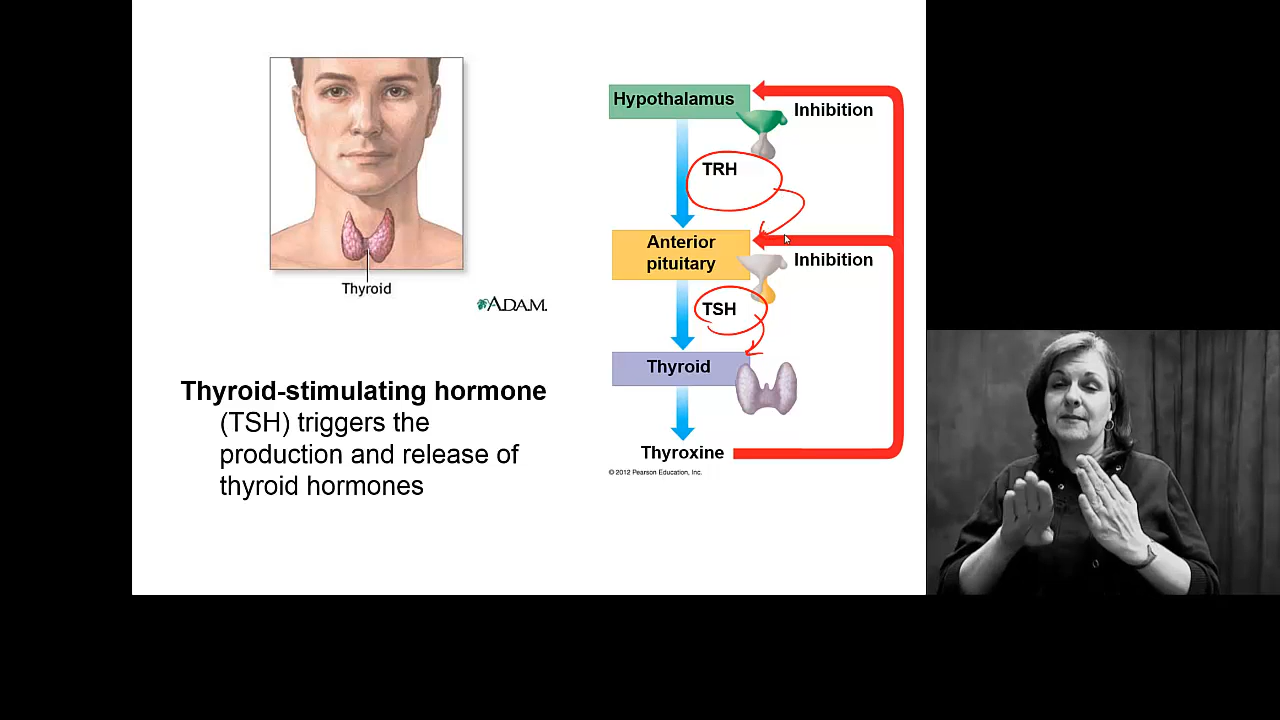 Thyroid
ADAM.
Thyroid-stimulating hormone
(TSH) triggers the
production and release of
thyroid hormones
Hypothalamus
Inhibition
TRH
Anterior
pituitary
Inhibition
TSH
Thyroid
Thyroxine
© 2012 Pearson Education, Inc.